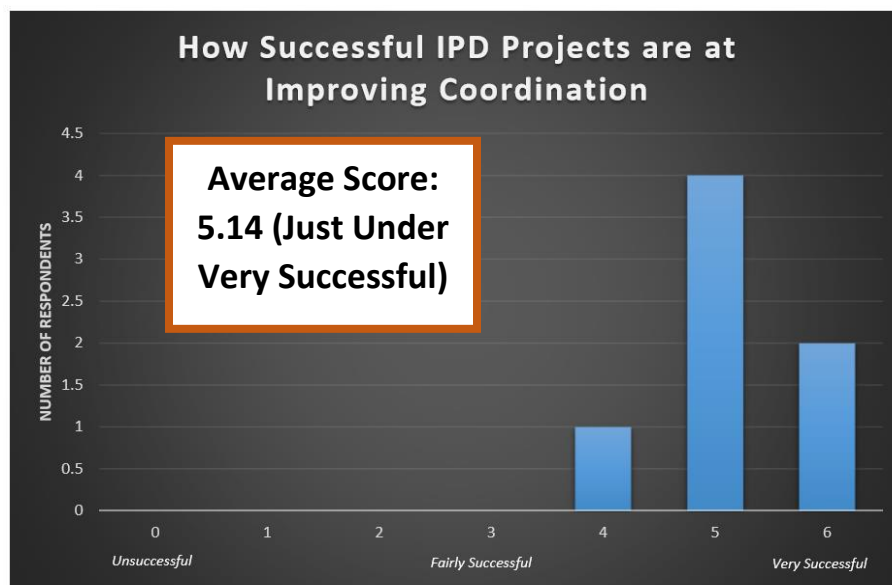 How Successful IPD Projects are at
Improving Coordination
Average Score:
5.14 (Just Under
Very Successful)
NUMBER OF RESPONDENTS
4.5
4
3.5
3
2.5
2
1.5
1
0.5
0
0 1 2 3 4 5 6
Unsuccessful Fairly Successful Very Successful